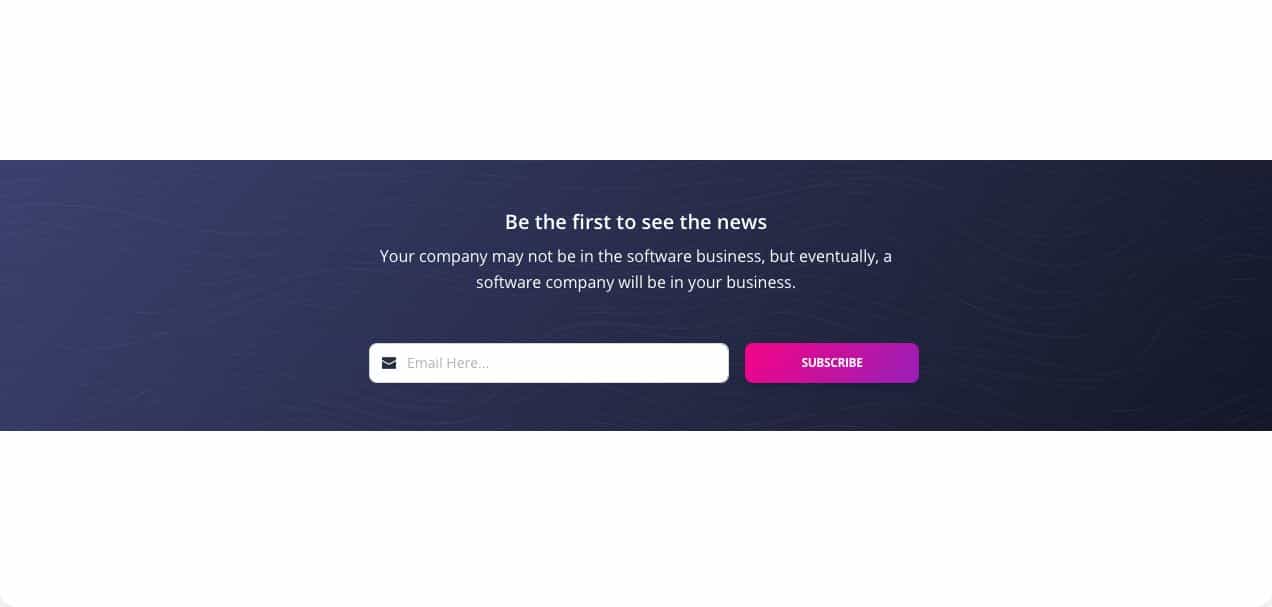 Be the first to see the news
Your company may not be in the software business, but eventually, a
software company will be in your business.
Email Here...
SUBSCRIBE